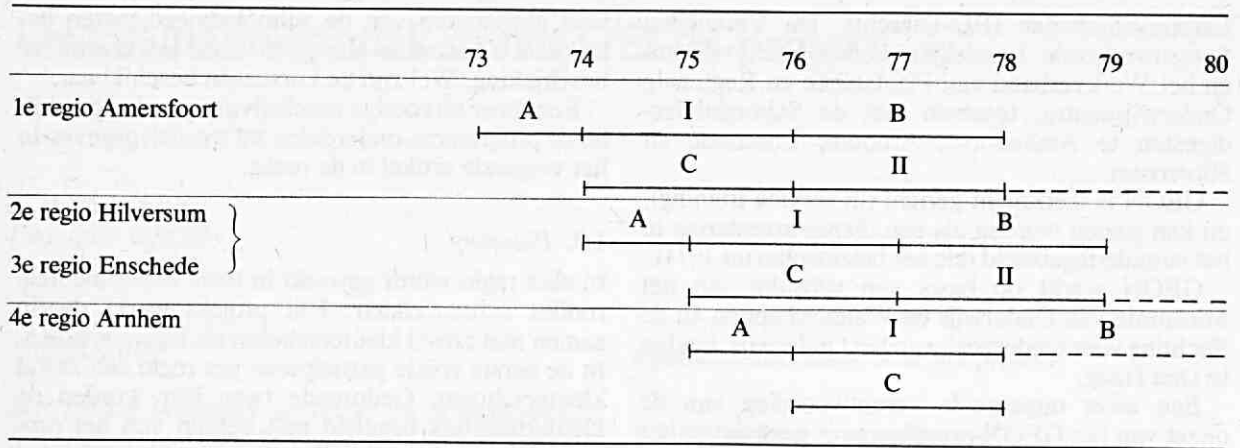 73 74 75 76 77 78 79 80
1e regio Amersfoort A I B
C II
2e regio Hilversum A I B
3e regio Enschede C II
4e regio Arnhem A I B
C